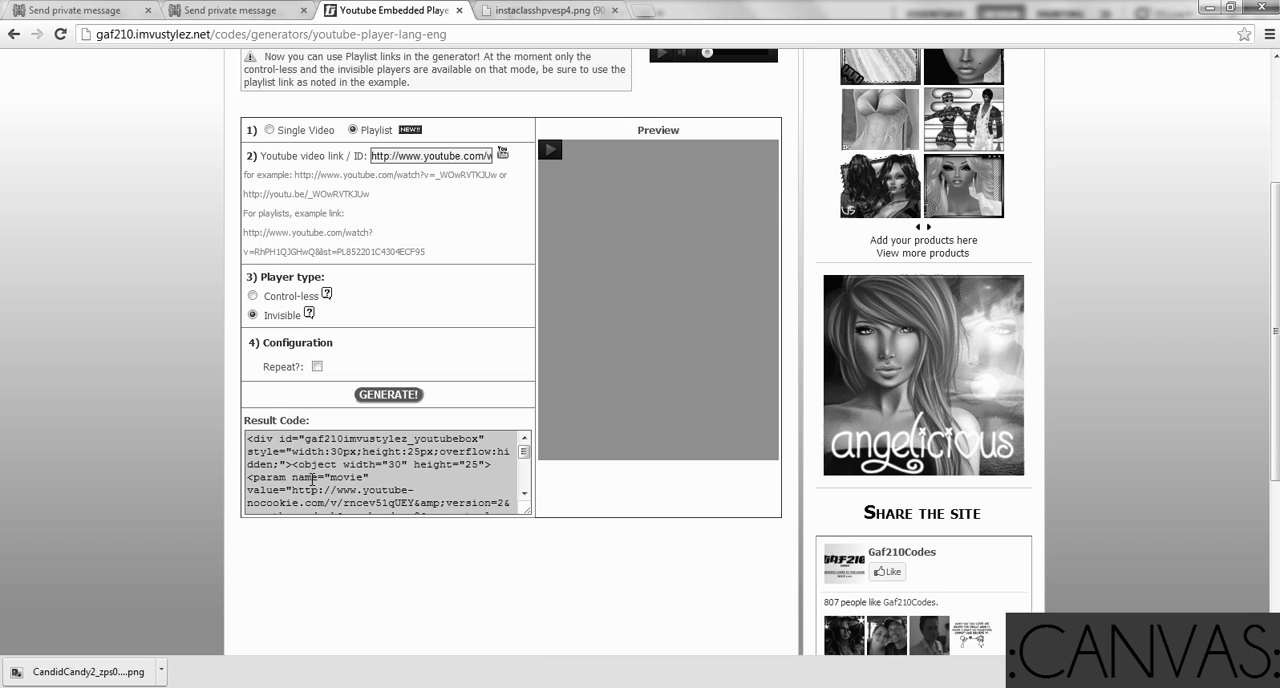 Send private message
Send private message
Youtube Embedded Playe
instaclasshpvesp4.png (90
gaf210.imvustylez.net/codes/generators/youtube-player-lang-eng
Now you can use Playlist links in the generator! At the moment only the
control-less and the invisible players are available on that mode, be sure to use the
playlist link as noted in the example.
1) Single Video Playlist NEW!!
2) Youtube video link / ID: http://www.youtube.com/v You
for example: http://www.youtube.com/watch?v=_WOwRVTKJUw or
http://youtu.be/_WOwRVTKJUw
For playlists, example link:
http://www.youtube.com/watch?
v=RhPH1QJGHwQ&list=PL852201C4304ECF95
3) Player type:
Control-less ?
Invisible ?
4) Configuration
Repeat?:
GENERATE!
Result Code:
<div id="gaf210imvustylez_youtubebox"
style="width:30px;height:25px;overflow:hi
dden;"><object width="30" height="25">
<param name="movie"
value="http://www.youtube-
nocookie.com/v/rncev51qUEY&amp;version=2&
Preview
Add your products here
View more products
angelicious
SHARE THE SITE
GAF210
Gaf210Codes
Like
807 people like Gaf210Codes.
CandidCandy2_zps0....png
:CANVAS: